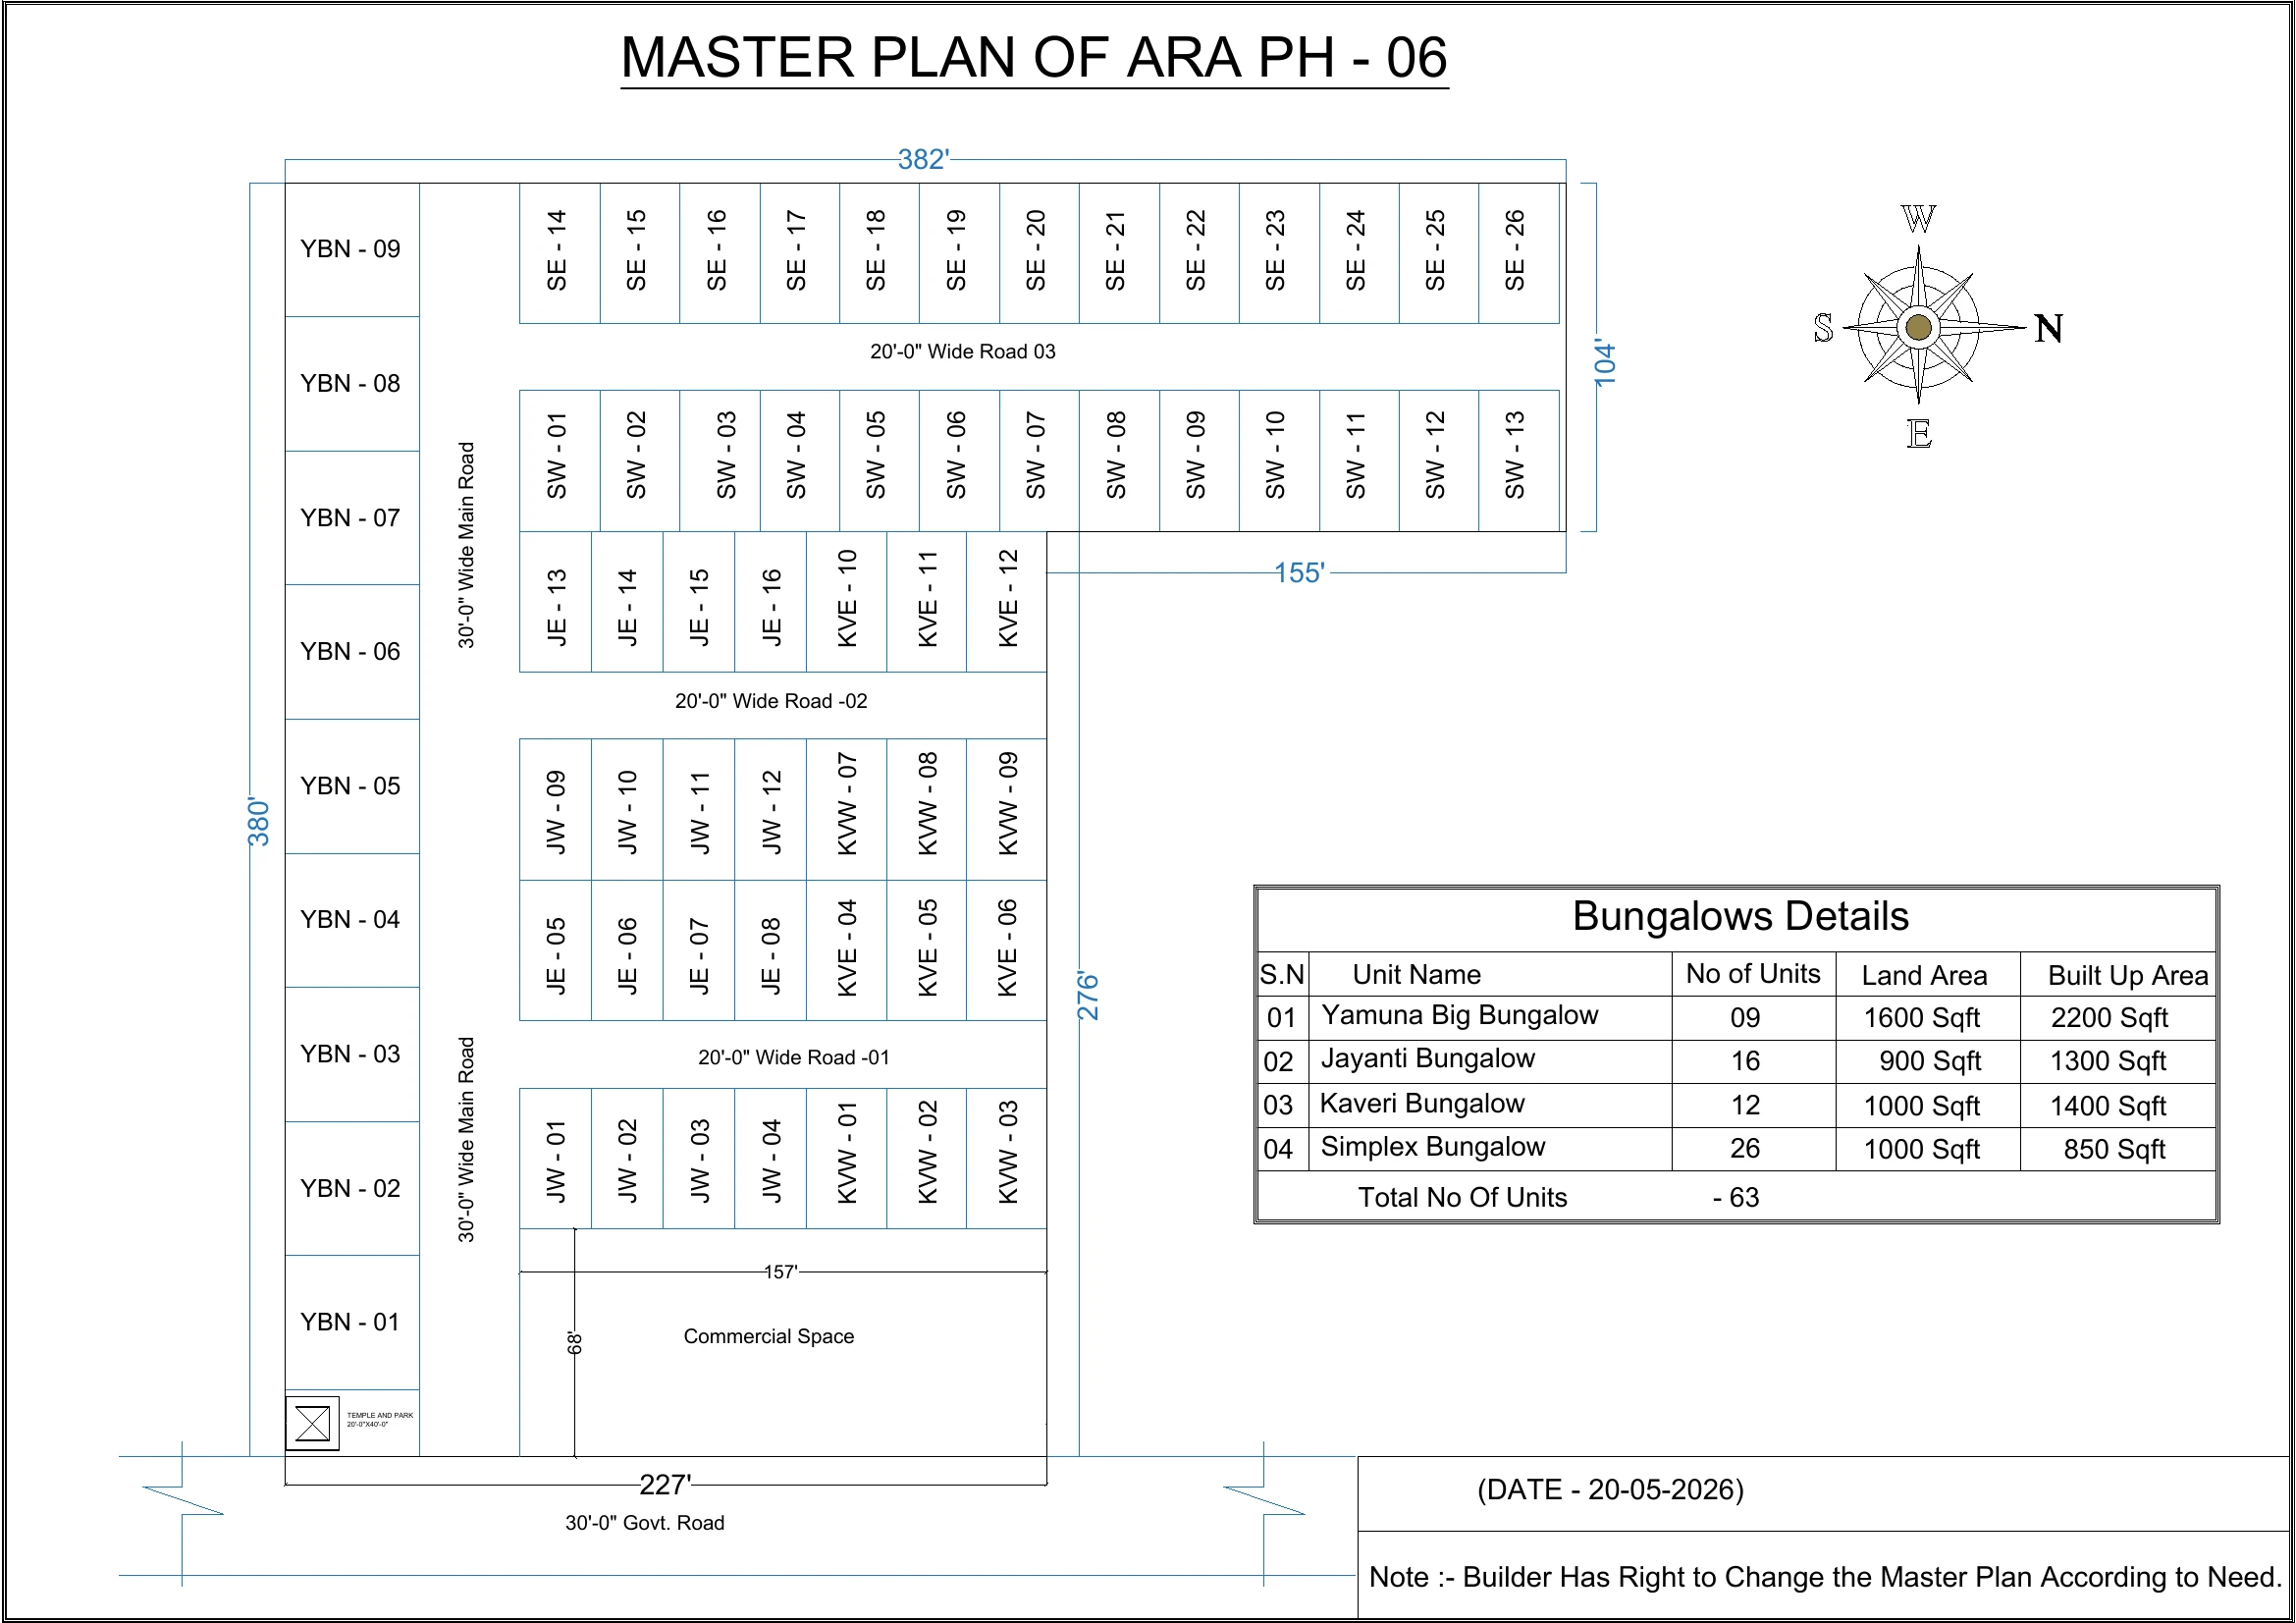 MASTER PLAN OF ARA PH - 06
382'
YBN - 09
YBN - 08
YBN - 07
YBN - 06
YBN - 05
YBN - 04
YBN - 03
YBN - 02
YBN - 01
TEMPLE AND PARK
20'-0"X40'-0"
380'
30'-0" Wide Main Road
30'-0" Wide Main Road
SE - 14
SE - 15
SE - 16
SE - 17
SE - 18
SE - 19
SE - 20
SE - 21
SE - 22
SE - 23
SE - 24
SE - 25
SE - 26
20'-0" Wide Road 03
104'
SW - 01
SW - 02
SW - 03
SW - 04
SW - 05
SW - 06
SW - 07
SW - 08
SW - 09
SW - 10
SW - 11
SW - 12
SW - 13
155'
JE - 13
JE - 14
JE - 15
JE - 16
KVE - 10
KVE - 11
KVE - 12
20'-0" Wide Road -02
JW - 09
JW - 10
JW - 11
JW - 12
KVW - 07
KVW - 08
KVW - 09
JE - 05
JE - 06
JE - 07
JE - 08
KVE - 04
KVE - 05
KVE - 06
276'
20'-0" Wide Road -01
JW - 01
JW - 02
JW - 03
JW - 04
KVW - 01
KVW - 02
KVW - 03
157'
68'
Commercial Space
227'
30'-0" Govt. Road
W
S
N
E
Bungalows Details
S.N Unit Name No of Units Land Area Built Up Area
01 Yamuna Big Bungalow 09 1600 Sqft 2200 Sqft
02 Jayanti Bungalow 16 900 Sqft 1300 Sqft
03 Kaveri Bungalow 12 1000 Sqft 1400 Sqft
04 Simplex Bungalow 26 1000 Sqft 850 Sqft
Total No Of Units - 63
(DATE - 20-05-2026)
Note :- Builder Has Right to Change the Master Plan According to Need.